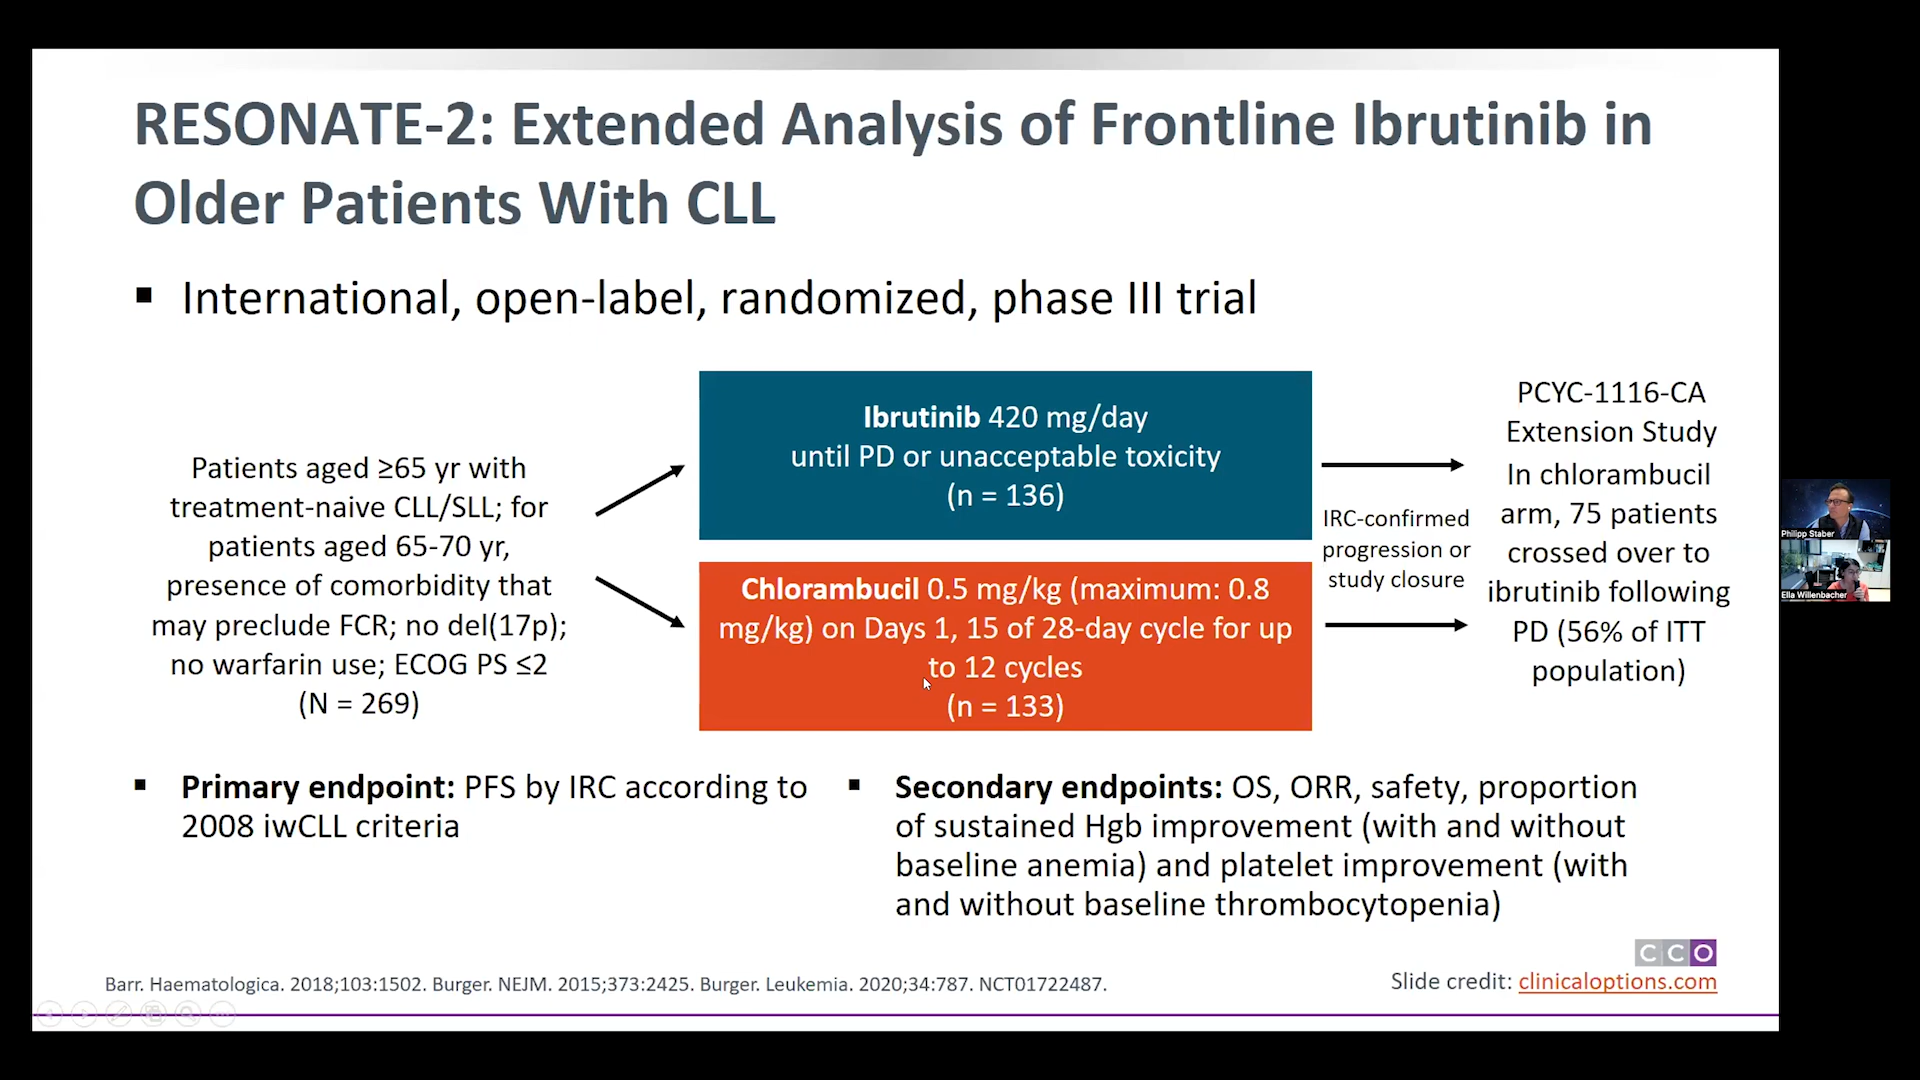 RESONATE-2: Extended Analysis of Frontline Ibrutinib in
Older Patients With CLL
▪ International, open-label, randomized, phase III trial
Patients aged ≥65 yr with
treatment-naive CLL/SLL; for
patients aged 65-70 yr,
presence of comorbidity that
may preclude FCR; no del(17p);
no warfarin use; ECOG PS ≤2
(N = 269)
Ibrutinib 420 mg/day
until PD or unacceptable toxicity
(n = 136)
Chlorambucil 0.5 mg/kg (maximum: 0.8
mg/kg) on Days 1, 15 of 28-day cycle for up
to 12 cycles
(n = 133)
IRC-confirmed
progression or
study closure
PCYC-1116-CA
Extension Study
In chlorambucil
arm, 75 patients
crossed over to
ibrutinib following
PD (56% of ITT
population)
▪ Primary endpoint: PFS by IRC according to
2008 iwCLL criteria
▪ Secondary endpoints: OS, ORR, safety, proportion
of sustained Hgb improvement (with and without
baseline anemia) and platelet improvement (with
and without baseline thrombocytopenia)
CCO
Barr. Haematologica. 2018;103:1502. Burger. NEJM. 2015;373:2425. Burger. Leukemia. 2020;34:787. NCT01722487.
Slide credit: clinicaloptions.com
Philipp Staber
Ella Willenbacher